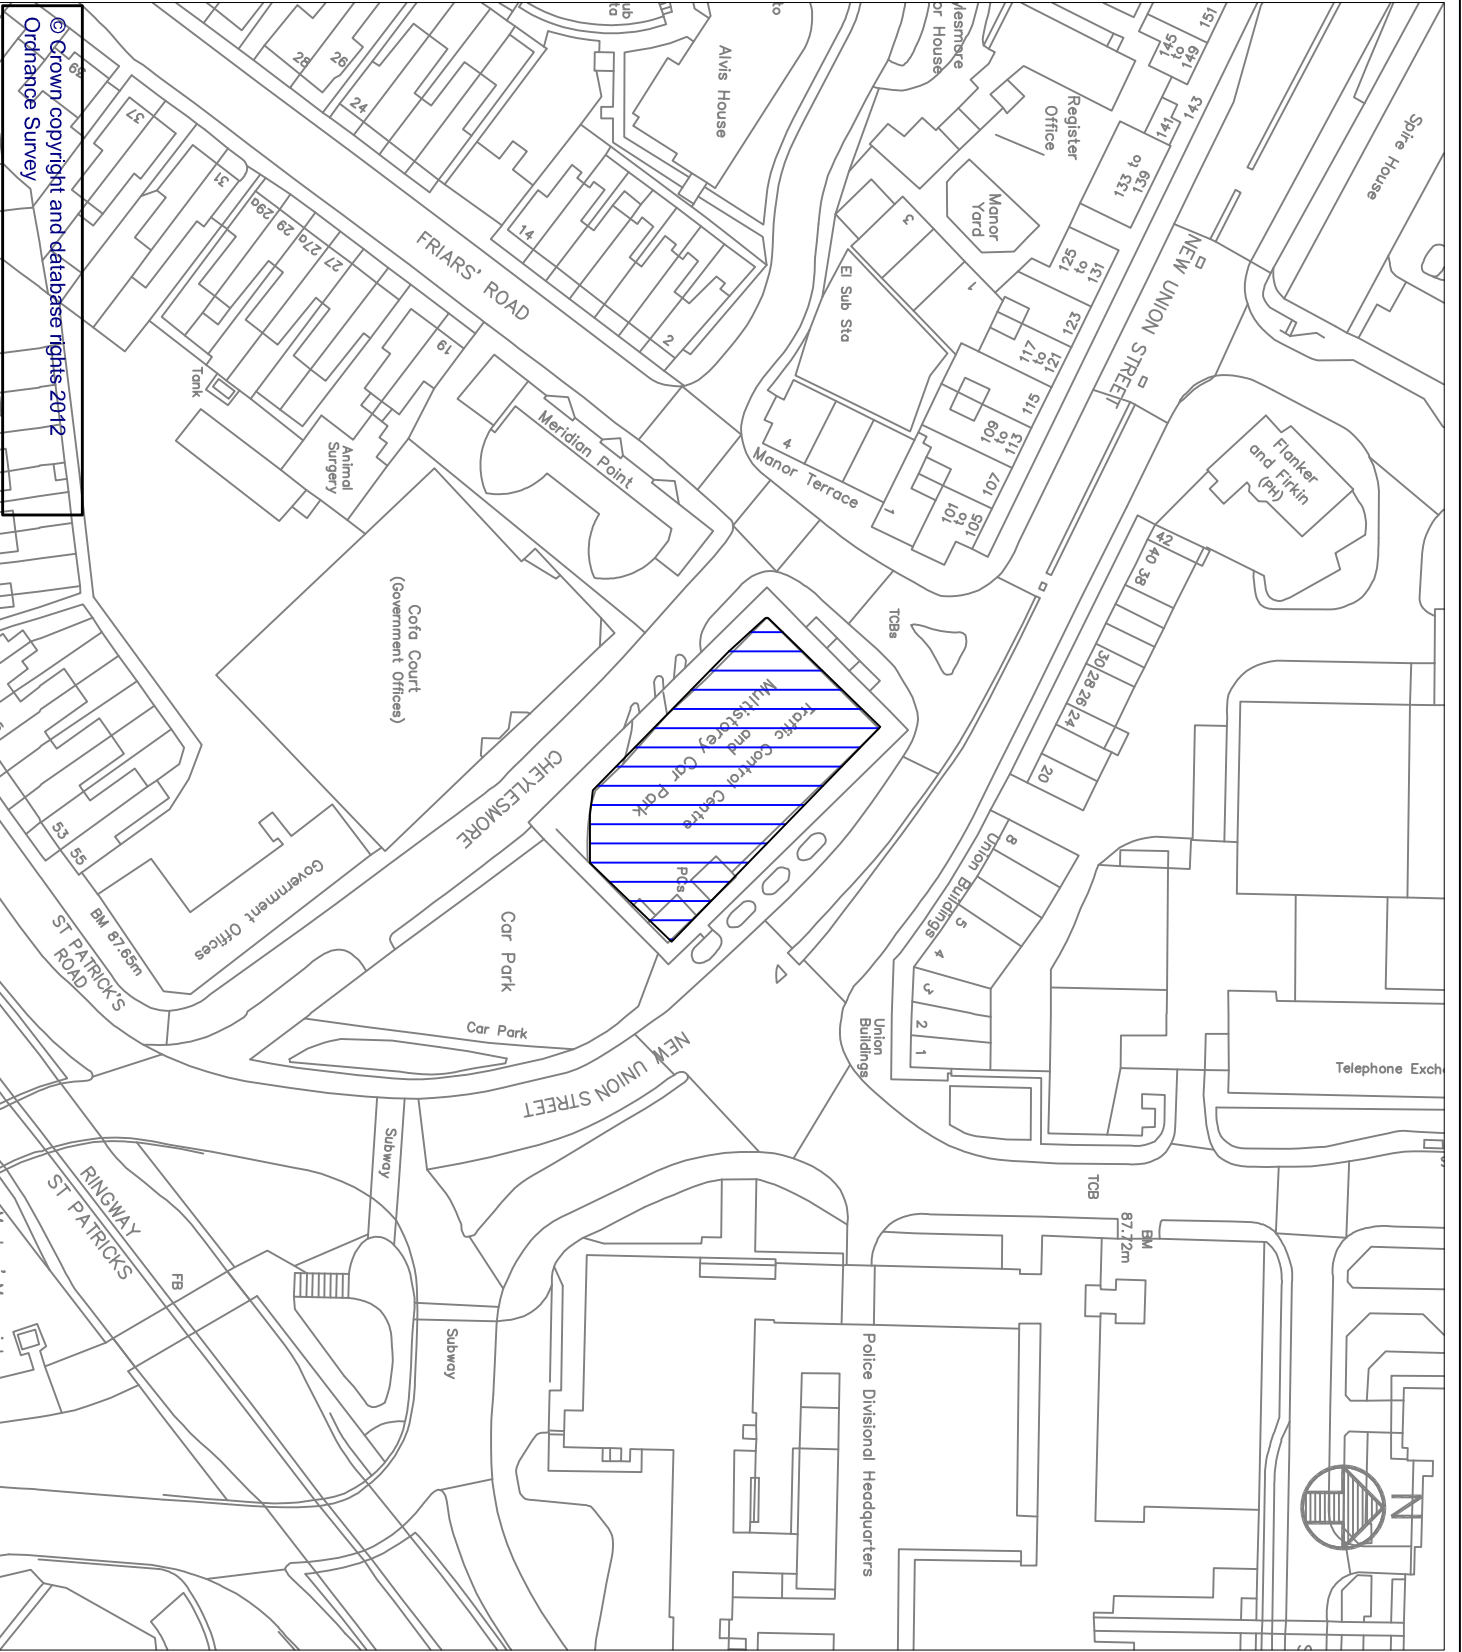 © Crown copyright and database rights 2012
Ordnance Survey
39
37
28
26
24
31
29a
29
27a
27
19
14
2
FRIARS' ROAD
Alvis House
to
Register
Office
Manor
Yard
3
1
El Sub Sta
151
145
to
149
143
141
133 to
139
125
to
131
123
117
to
121
115
109
to
113
107
101
to
105
NEW UNION STREET
Spire House
Flanker
and Firkin
(PH)
42
40
38
30
28
26
24
20
4
Manor Terrace
1
Meridian Point
Tank
Animal
Surgery
Cofa Court
(Government Offices)
TCBs
Traffic Control Centre
and
Multistorey Car Park
PCs
CHEYLESMORE
Government Offices
53
55
BM 87.65m
ST PATRICK'S
ROAD
Car Park
Car Park
NEW UNION STREET
8
Union Buildings
5
4
3
2
1
Union
Buildings
Telephone Exch
Subway
Subway
RINGWAY
ST PATRICKS
FB
TCB
BM
87.72m
Police Divisional Headquarters
N